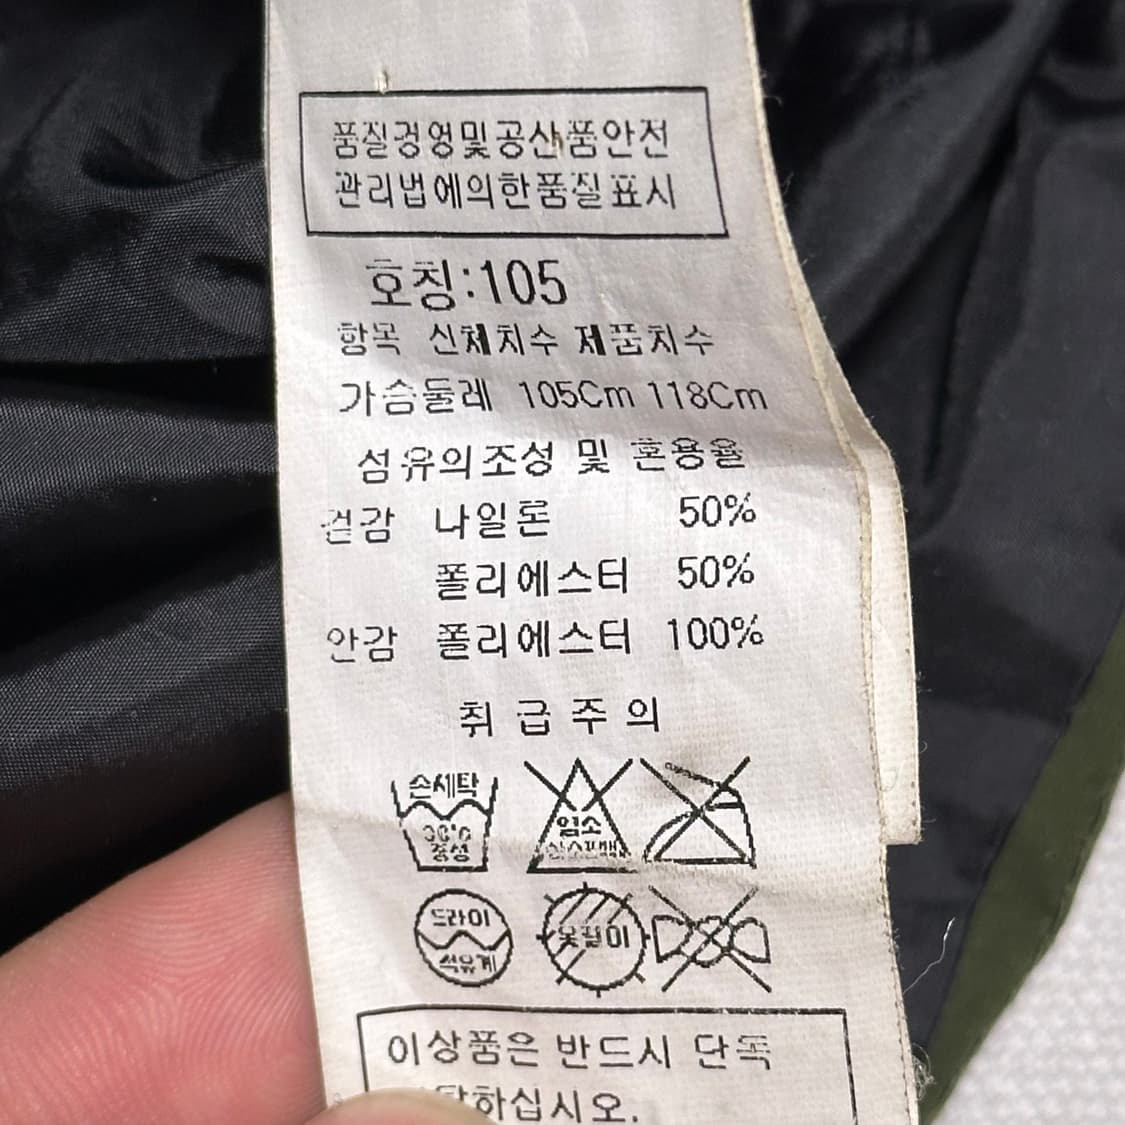 품질경영및공산품안전
관리법에의한품질표시
호칭:105
항목 신체치수 제품치수
가슴둘레 105Cm 118Cm
섬유의조성 및 혼용율
겉감 나일론 50%
폴리에스터 50%
안감 폴리에스터 100%
취급주의
손세탁
중성
염소
드라이
석유계
옷걸이
이상품은 반드시 단독
하십시오.